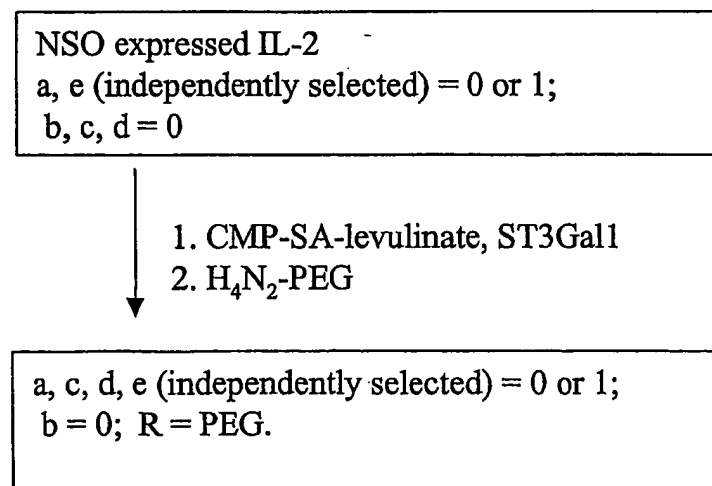 NSO expressed IL-2
a, e (independently selected) = 0 or 1;
b, c, d = 0
1. CMP-SA-levulinate, ST3Gal1
2. H₄N₂-PEG
a, c, d, e (independently selected) = 0 or 1;
b = 0; R = PEG.